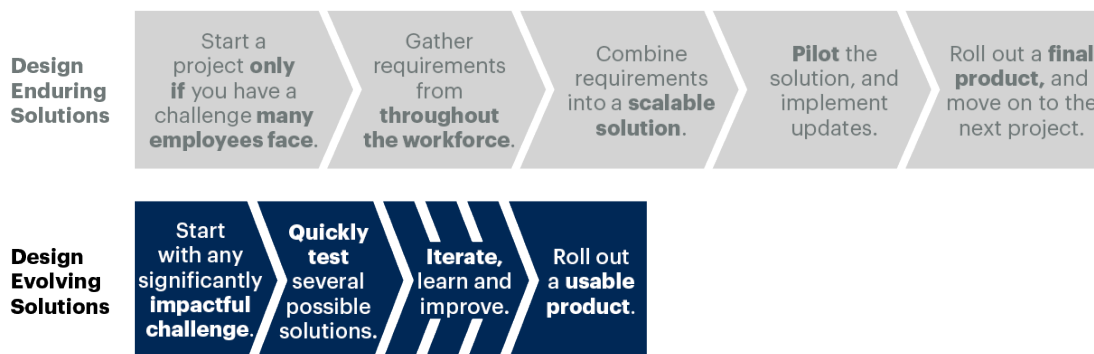 Design
Enduring
Solutions
Start a
project only
if you have a
challenge many
employees face.
Gather
requirements
from
throughout
the workforce.
Combine
requirements
into a scalable
solution.
Pilot the
solution, and
implement
updates.
Roll out a final
product, and
move on to the
next project.
Design
Evolving
Solutions
Start
with any
significantly
impactful
challenge.
Quickly
test
several
possible
solutions.
Iterate,
learn and
improve.
Roll out
a usable
product.